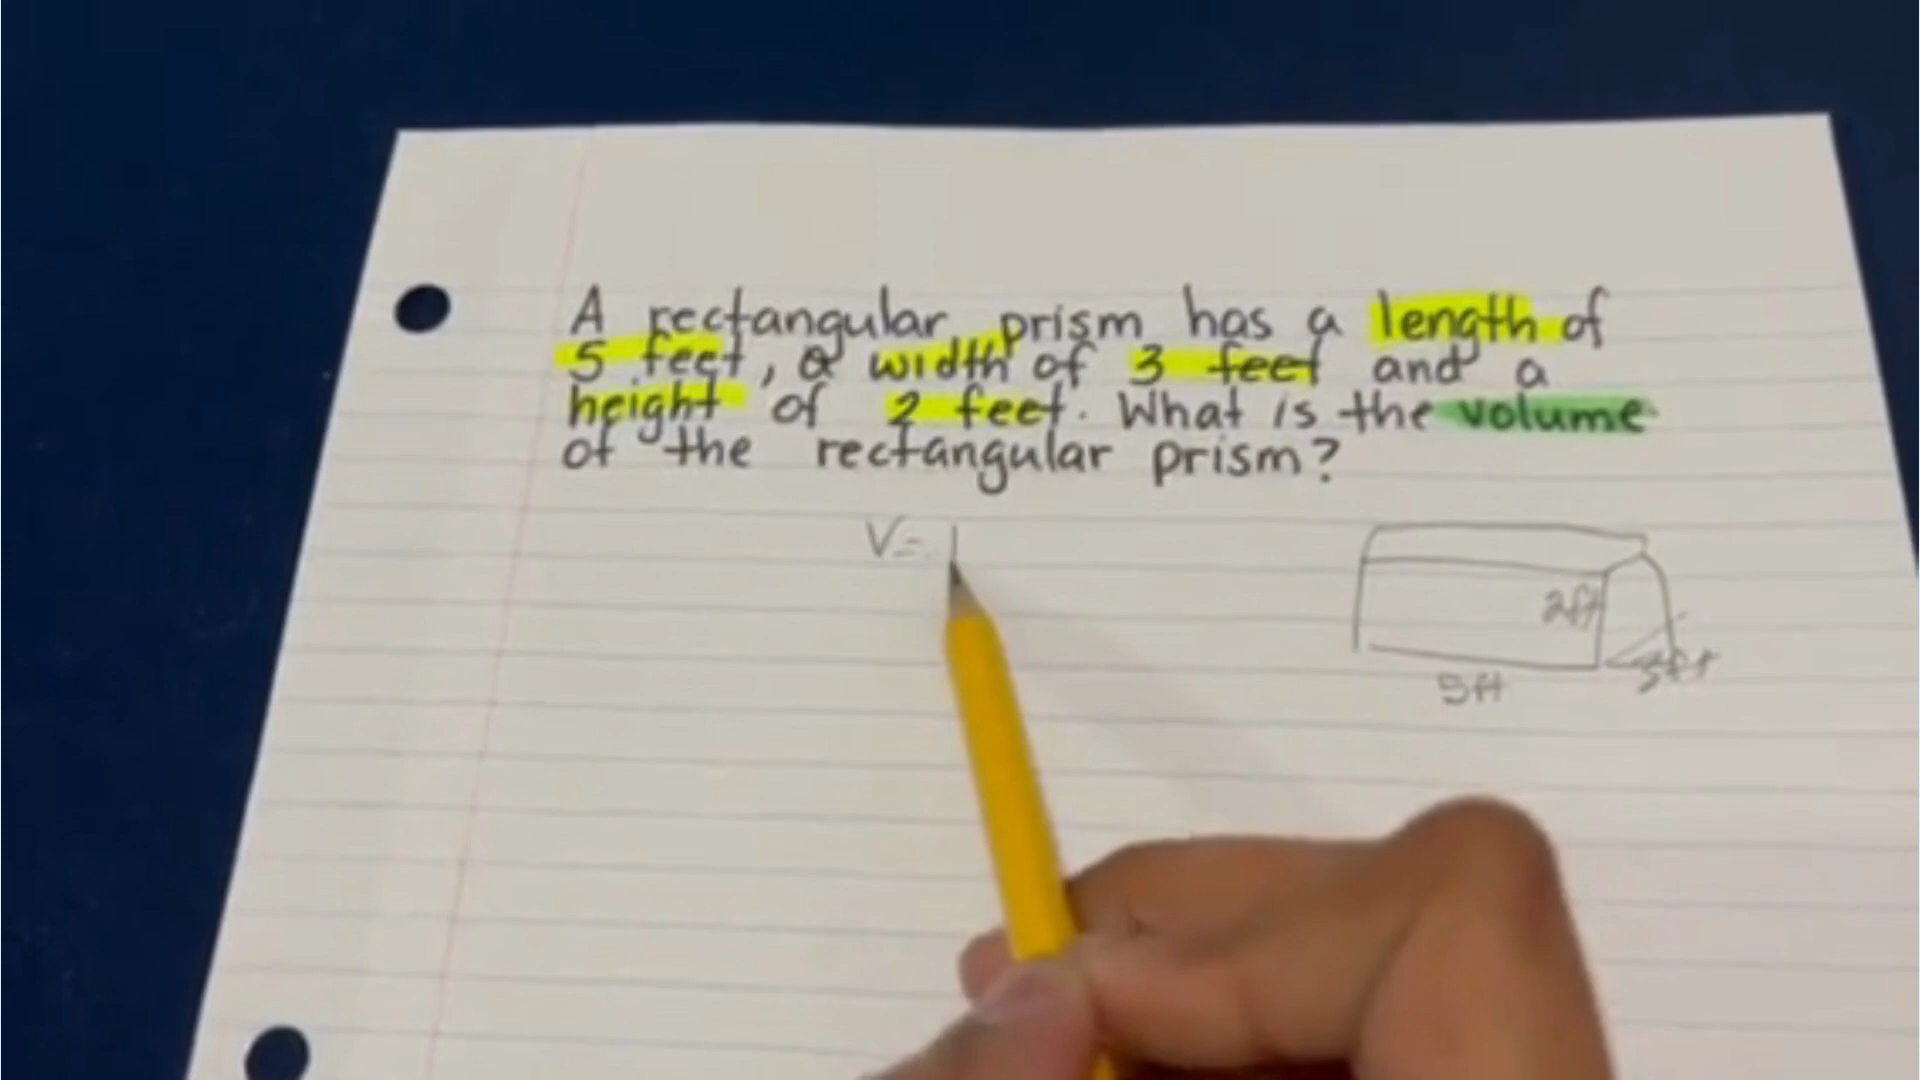 A rectangular prism has a length of
5 feet, a width of 3 feet and a
height of 2 feet. What is the volume
of the rectangular prism?
V= l
2ft
3ft
5ft